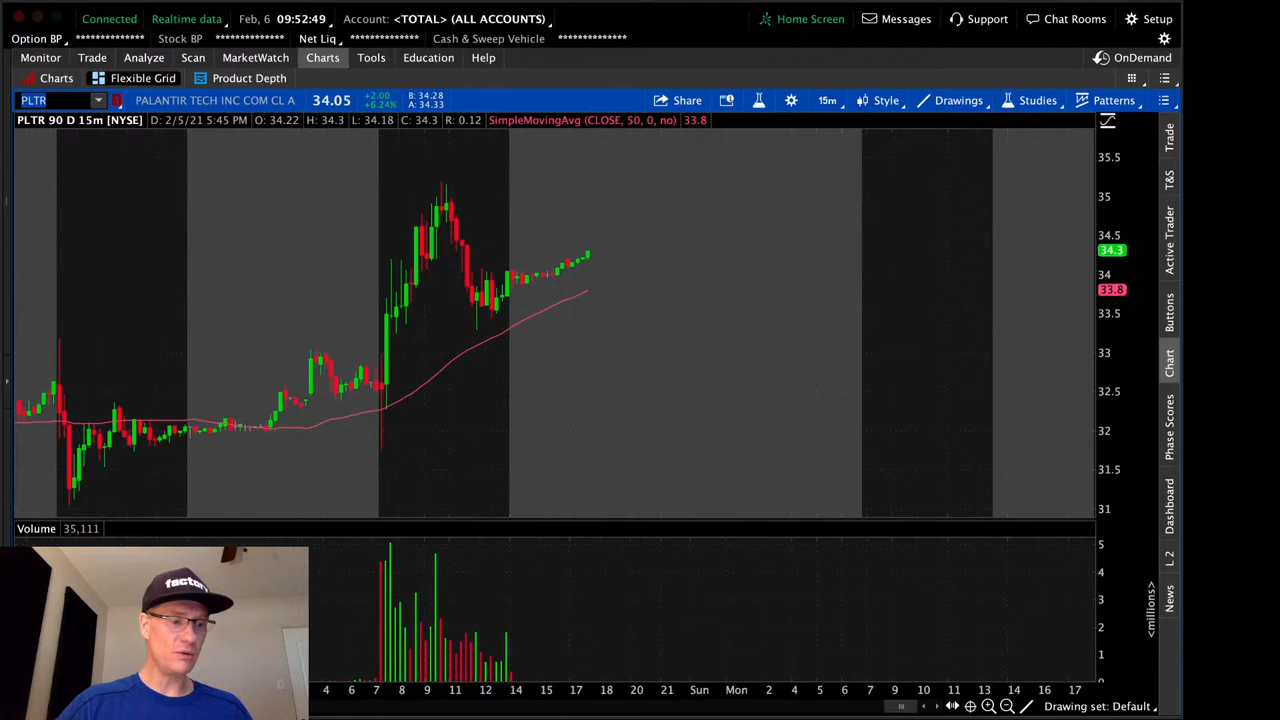 Connected Realtime data Feb, 6 09:52:49 Account: <TOTAL> (ALL ACCOUNTS) Home Screen Messages Support Chat Rooms Setup
Option BP ************** Stock BP ************** Net Liq ************** Cash & Sweep Vehicle **************
Monitor Trade Analyze Scan MarketWatch Charts Tools Education Help OnDemand
Charts Flexible Grid Product Depth
PLTR PALANTIR TECH INC COM CL A 34.05 +2.00 B: 34.28 Share 15m Style Drawings Studies Patterns
+6.24% A: 34.33
PLTR 90 D 15m [NYSE] D: 2/5/21 5:45 PM O: 34.22 H: 34.3 L: 34.18 C: 34.3 R: 0.12 SimpleMovingAvg (CLOSE, 50, 0, no) 33.8
35.5
35
34.5
34.3
34
33.8
33.5
33
32.5
32
31.5
31
Trade
T&S
Active Trader
Buttons
Chart
Phase Scores
Dashboard
L 2
News
Volume 35,111
5
4
3
2
1
0
<millions>
factory
4 5 6 7 8 9 11 12 14 15 17 18 20 21 Sun Mon 2 4 5 7 8 10 11 13 14 16 17
Drawing set: Default